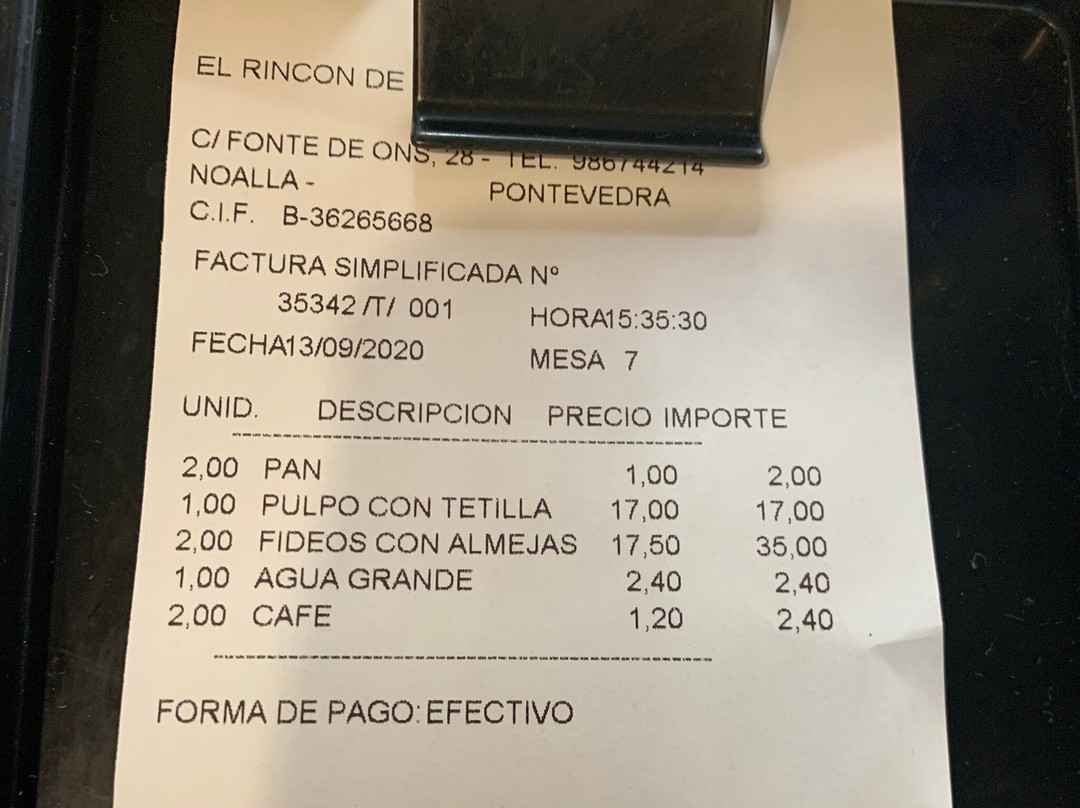 EL RINCON DE
C/ FONTE DE ONS, 28 - TEL. 986744214
NOALLA - PONTEVEDRA
C.I.F. B-36265668
FACTURA SIMPLIFICADA Nº
35342 /T/ 001 HORA15:35:30
FECHA13/09/2020 MESA 7
UNID. DESCRIPCION PRECIO IMPORTE
2,00 PAN 1,00 2,00
1,00 PULPO CON TETILLA 17,00 17,00
2,00 FIDEOS CON ALMEJAS 17,50 35,00
1,00 AGUA GRANDE 2,40 2,40
2,00 CAFE 1,20 2,40
FORMA DE PAGO: EFECTIVO